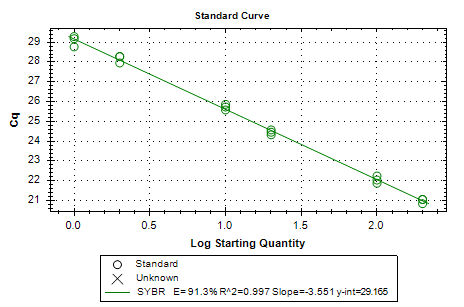 Standard Curve
29
28
27
26
25
24
23
22
21
Cq
0.0 0.5 1.0 1.5 2.0
Log Starting Quantity
Standard
Unknown
SYBR E= 91.3% R^2=0.997 Slope=-3.551 y-int=29.165